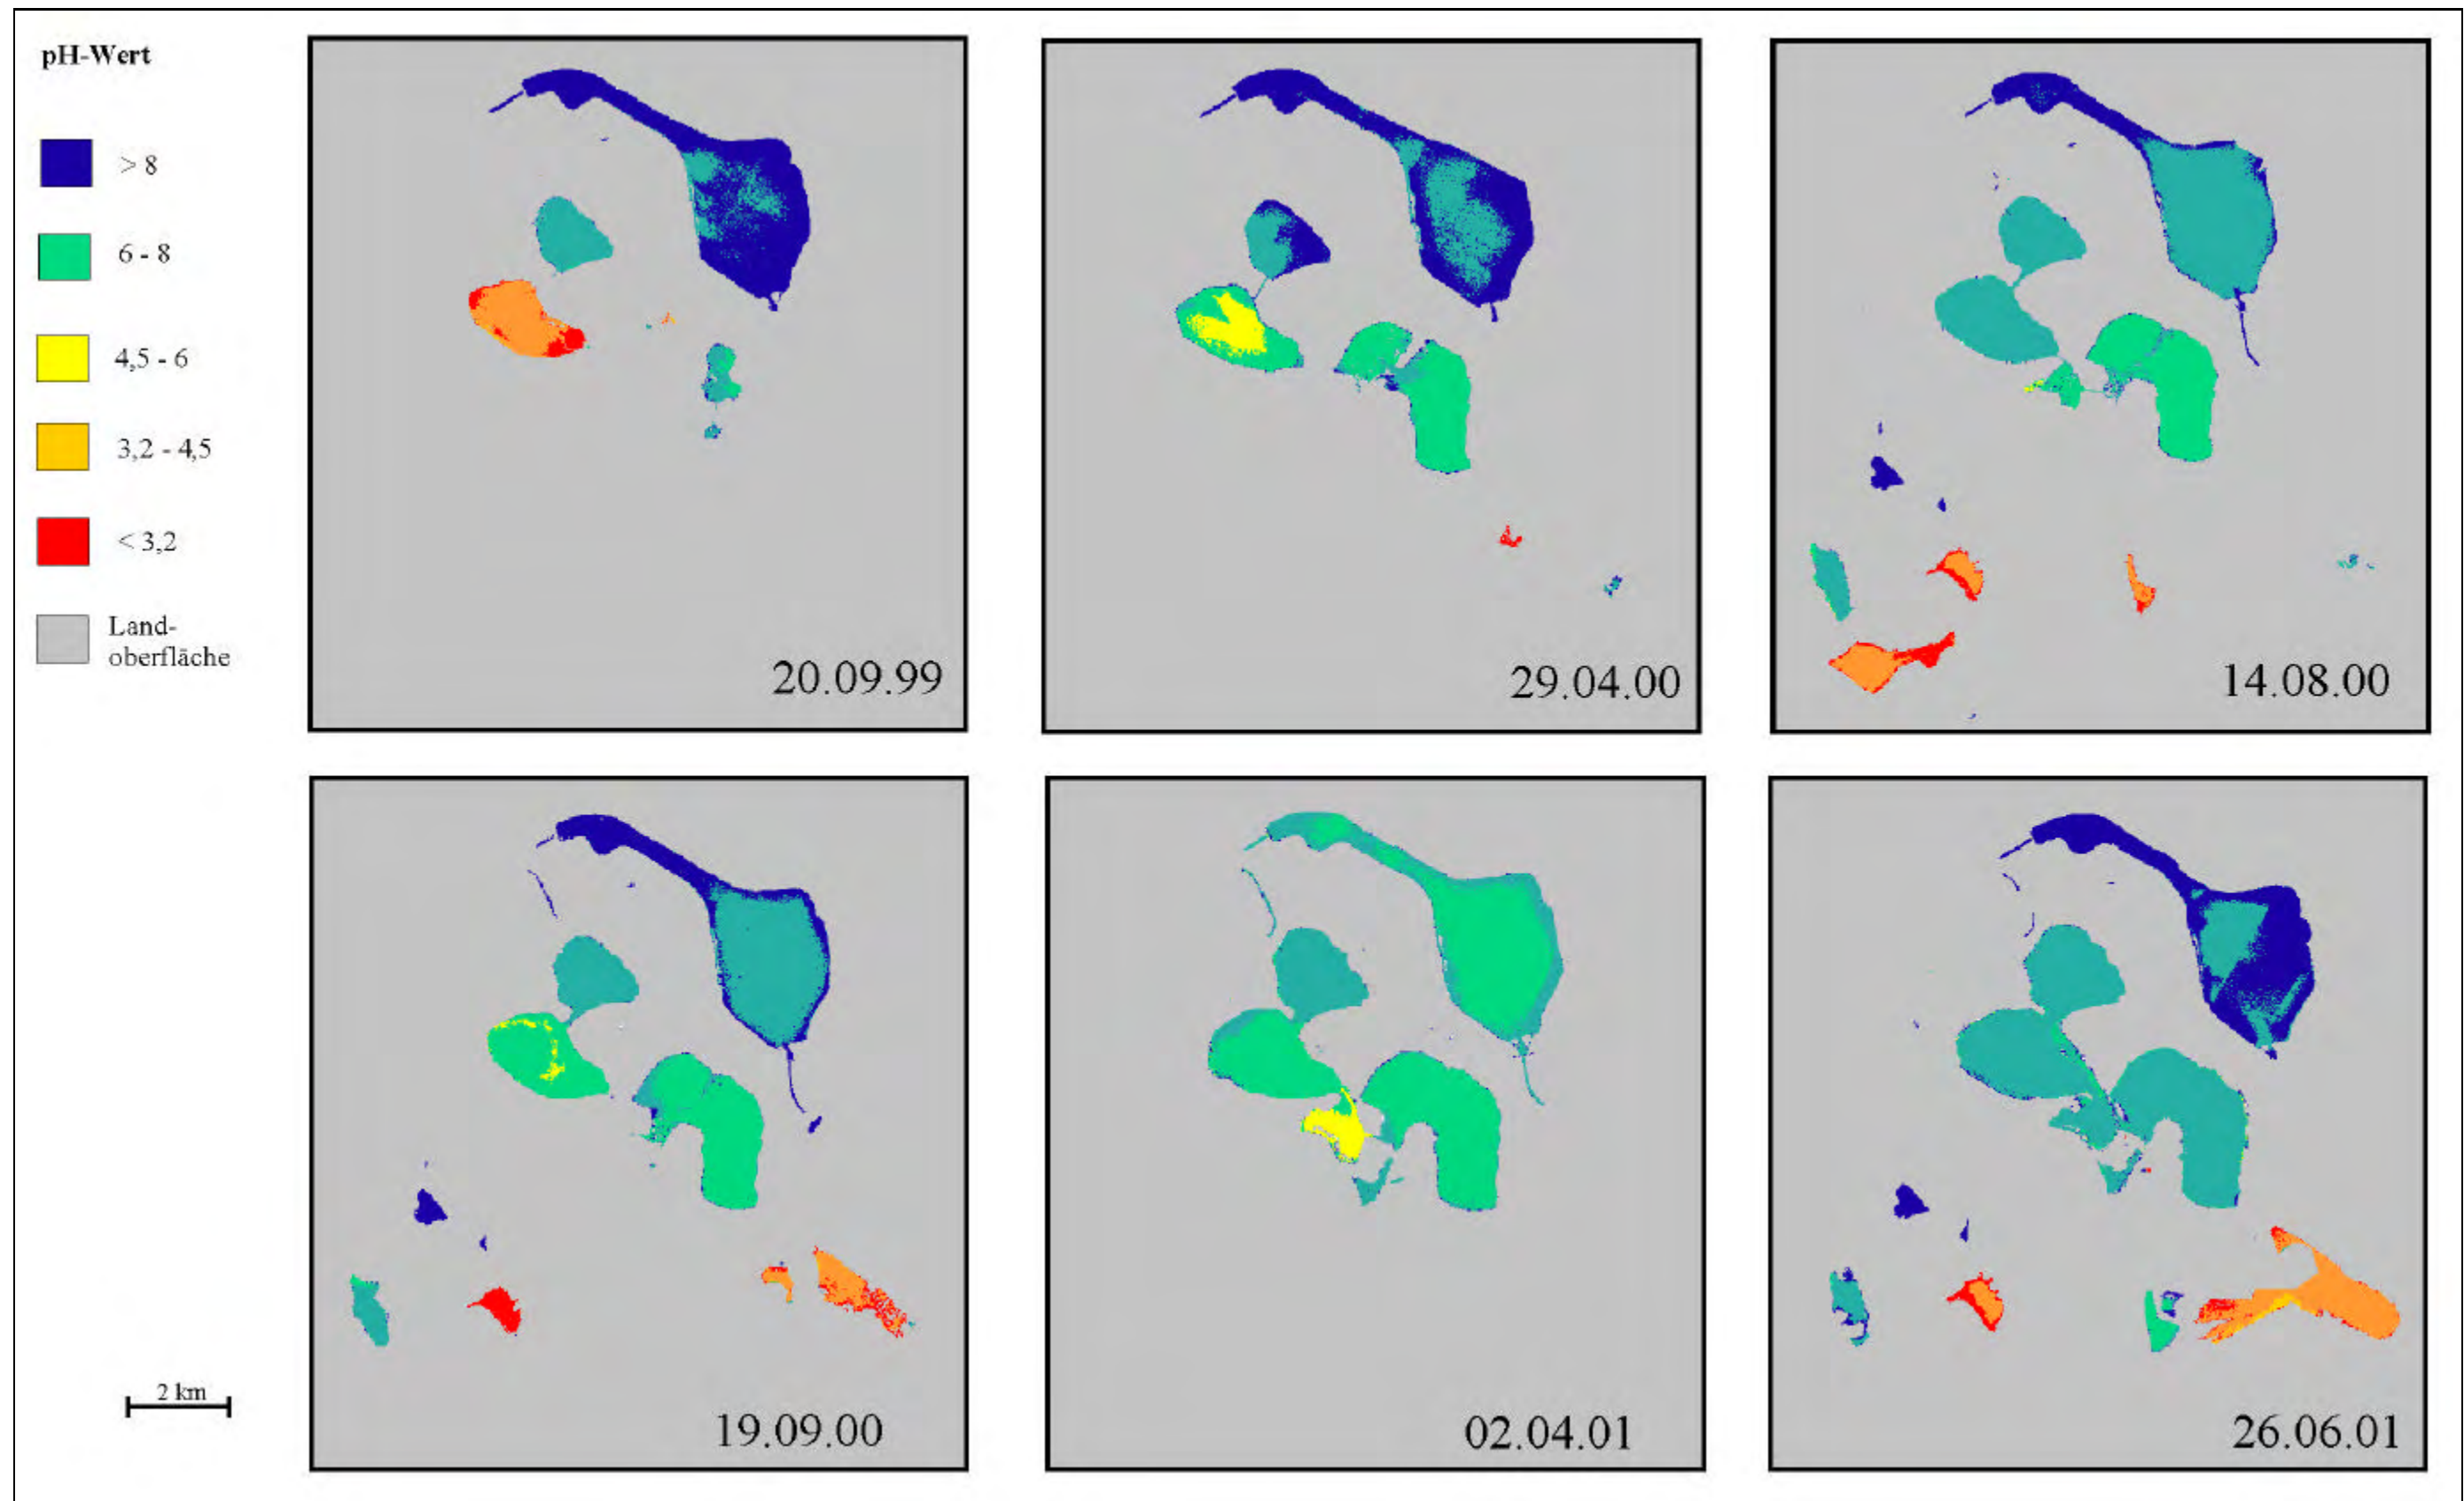 pH-Wert
> 8
6 - 8
4,5 - 6
3,2 - 4,5
< 3,2
Land-
oberfläche
20.09.99
29.04.00
14.08.00
2 km
19.09.00
02.04.01
26.06.01